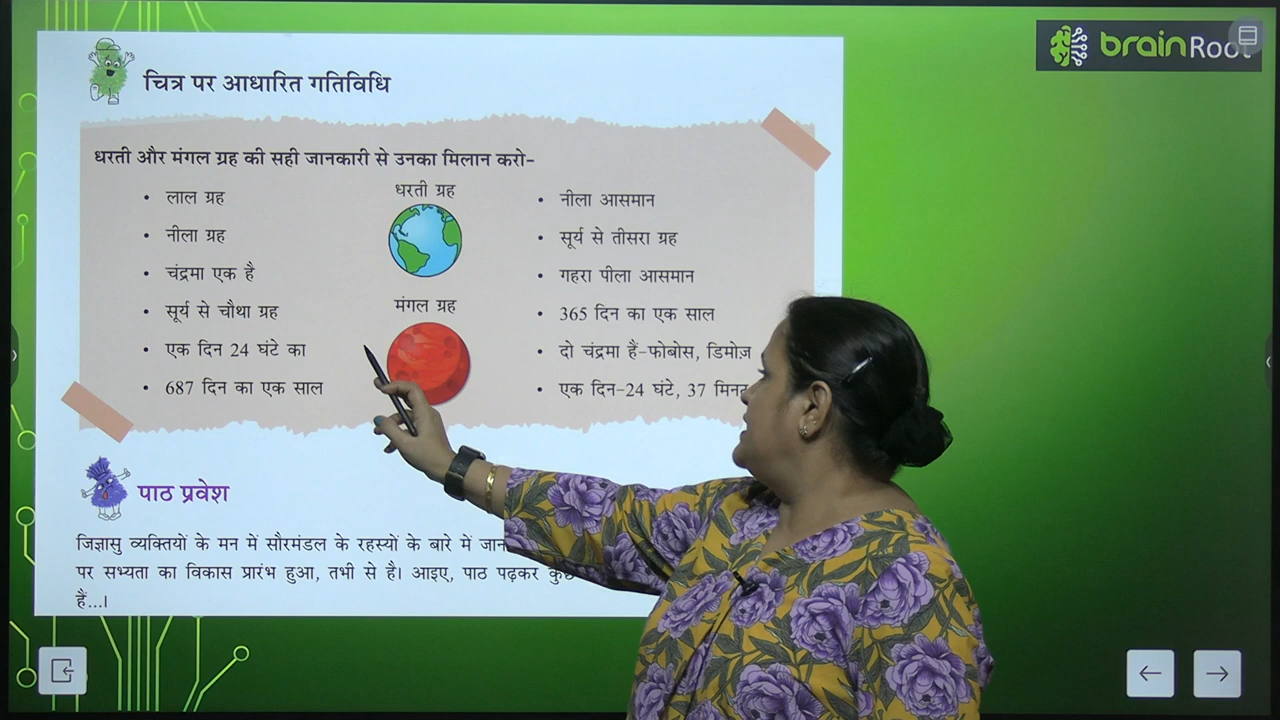 brainRoot
चित्र पर आधारित गतिविधि
धरती और मंगल ग्रह की सही जानकारी से उनका मिलान करो-
• लाल ग्रह
• नीला ग्रह
• चंद्रमा एक है
• सूर्य से चौथा ग्रह
• एक दिन 24 घंटे का
• 687 दिन का एक साल
धरती ग्रह
मंगल ग्रह
• नीला आसमान
• सूर्य से तीसरा ग्रह
• गहरा पीला आसमान
• 365 दिन का एक साल
• दो चंद्रमा हैं-फोबोस, डिमोज़
• एक दिन-24 घंटे, 37
पाठ प्रवेश
जिज्ञासु व्यक्तियों के मन में सौरमंडल के रहस्यों के बारे में
पर सभ्यता का विकास प्रारंभ हुआ, तभी से है। आइए, पाठ पढ़कर
हैं...।